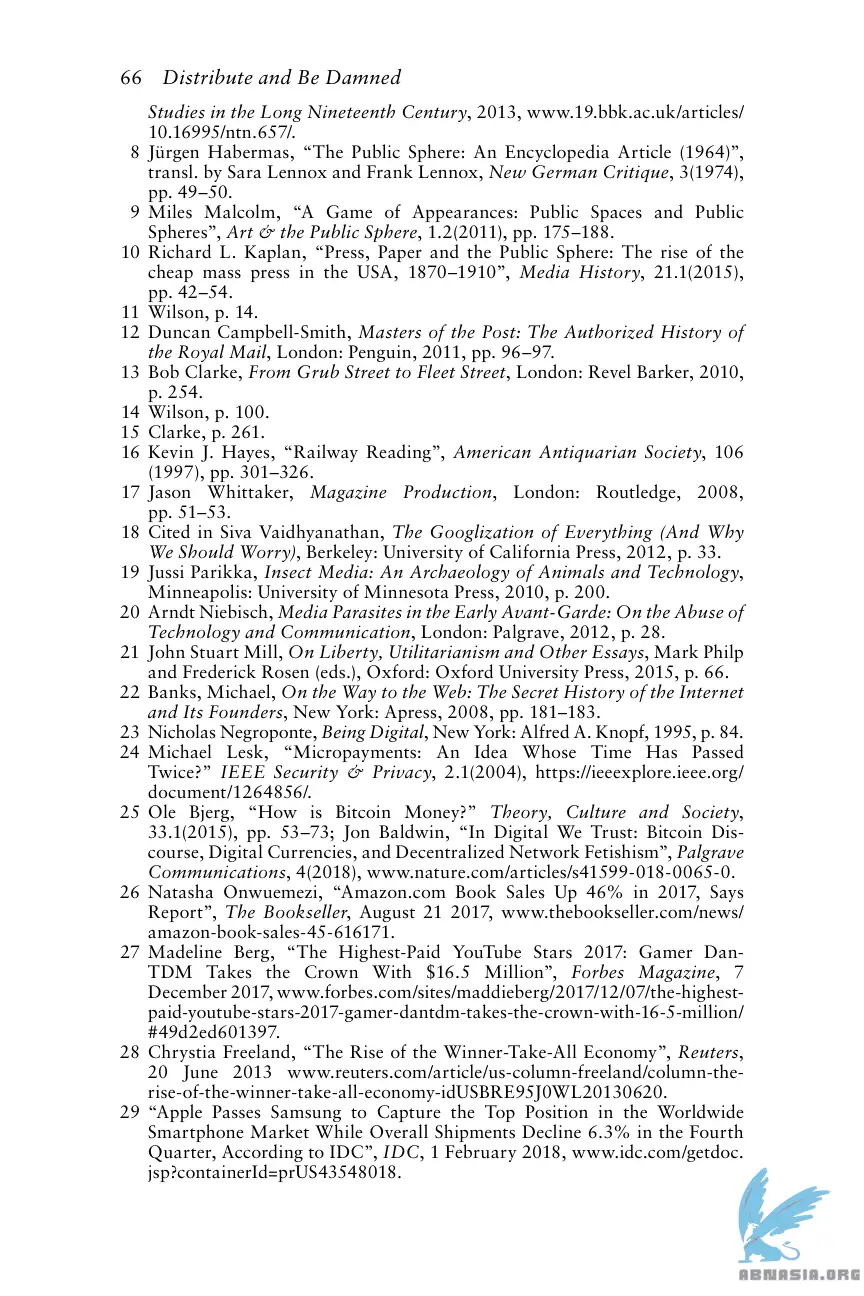 66 Distribute and Be Damned
Studies in the Long Nineteenth Century, 2013, www.19.bbk.ac.uk/articles/
10.16995/ntn.657/.
8 Jürgen Habermas, “The Public Sphere: An Encyclopedia Article (1964)”,
transl. by Sara Lennox and Frank Lennox, New German Critique, 3(1974),
pp. 49–50.
9 Miles Malcolm, “A Game of Appearances: Public Spaces and Public
Spheres”, Art & the Public Sphere, 1.2(2011), pp. 175–188.
10 Richard L. Kaplan, “Press, Paper and the Public Sphere: The rise of the
cheap mass press in the USA, 1870–1910”, Media History, 21.1(2015),
pp. 42–54.
11 Wilson, p. 14.
12 Duncan Campbell-Smith, Masters of the Post: The Authorized History of
the Royal Mail, London: Penguin, 2011, pp. 96–97.
13 Bob Clarke, From Grub Street to Fleet Street, London: Revel Barker, 2010,
p. 254.
14 Wilson, p. 100.
15 Clarke, p. 261.
16 Kevin J. Hayes, “Railway Reading”, American Antiquarian Society, 106
(1997), pp. 301–326.
17 Jason Whittaker, Magazine Production, London: Routledge, 2008,
pp. 51–53.
18 Cited in Siva Vaidhyanathan, The Googlization of Everything (And Why
We Should Worry), Berkeley: University of California Press, 2012, p. 33.
19 Jussi Parikka, Insect Media: An Archaeology of Animals and Technology,
Minneapolis: University of Minnesota Press, 2010, p. 200.
20 Arndt Niebisch, Media Parasites in the Early Avant-Garde: On the Abuse of
Technology and Communication, London: Palgrave, 2012, p. 28.
21 John Stuart Mill, On Liberty, Utilitarianism and Other Essays, Mark Philp
and Frederick Rosen (eds.), Oxford: Oxford University Press, 2015, p. 66.
22 Banks, Michael, On the Way to the Web: The Secret History of the Internet
and Its Founders, New York: Apress, 2008, pp. 181–183.
23 Nicholas Negroponte, Being Digital, New York: Alfred A. Knopf, 1995, p. 84.
24 Michael Lesk, “Micropayments: An Idea Whose Time Has Passed
Twice?” IEEE Security & Privacy, 2.1(2004), https://ieeexplore.ieee.org/
document/1264856/.
25 Ole Bjerg, “How is Bitcoin Money?” Theory, Culture and Society,
33.1(2015), pp. 53–73; Jon Baldwin, “In Digital We Trust: Bitcoin Dis-
course, Digital Currencies, and Decentralized Network Fetishism”, Palgrave
Communications, 4(2018), www.nature.com/articles/s41599-018-0065-0.
26 Natasha Onwuemezi, “Amazon.com Book Sales Up 46% in 2017, Says
Report”, The Bookseller, August 21 2017, www.thebookseller.com/news/
amazon-book-sales-45-616171.
27 Madeline Berg, “The Highest-Paid YouTube Stars 2017: Gamer Dan-
TDM Takes the Crown With $16.5 Million”, Forbes Magazine, 7
December 2017, www.forbes.com/sites/maddieberg/2017/12/07/the-highest-
paid-youtube-stars-2017-gamer-dantdm-takes-the-crown-with-16-5-million/
#49d2ed601397.
28 Chrystia Freeland, “The Rise of the Winner-Take-All Economy”, Reuters,
20 June 2013 www.reuters.com/article/us-column-freeland/column-the-
rise-of-the-winner-take-all-economy-idUSBRE95J0WL20130620.
29 “Apple Passes Samsung to Capture the Top Position in the Worldwide
Smartphone Market While Overall Shipments Decline 6.3% in the Fourth
Quarter, According to IDC”, IDC, 1 February 2018, www.idc.com/getdoc.
jsp?containerId=prUS43548018.
ABNASIA.ORG